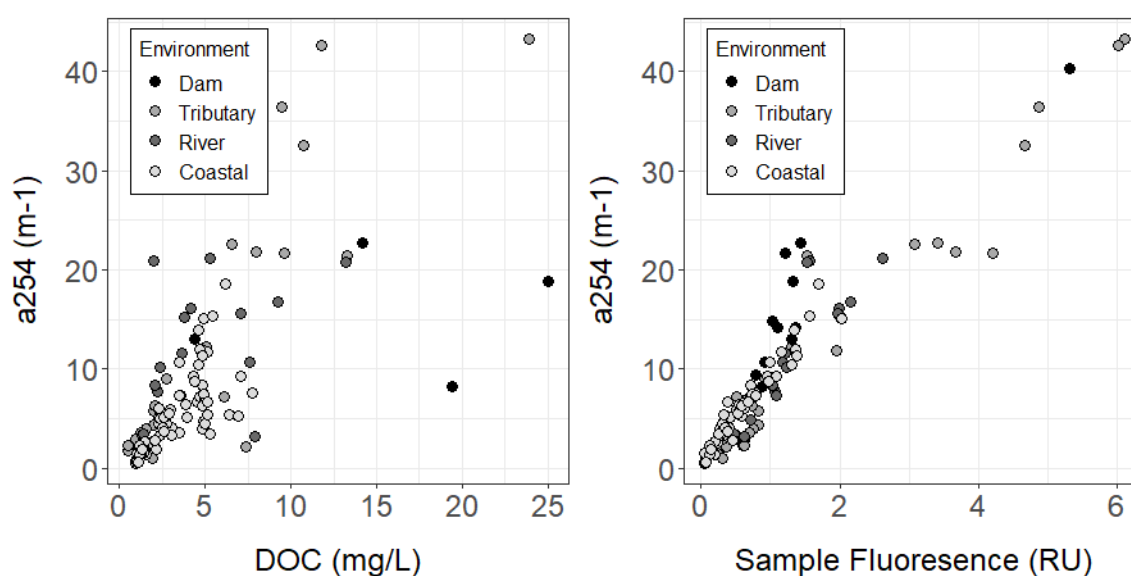 Environment
Dam
Tributary
River
Coastal
a254 (m-1)
40
30
20
10
0
0 5 10 15 20 25
DOC (mg/L)
Environment
Dam
Tributary
River
Coastal
a254 (m-1)
40
30
20
10
0
0 2 4 6
Sample Fluoresence (RU)